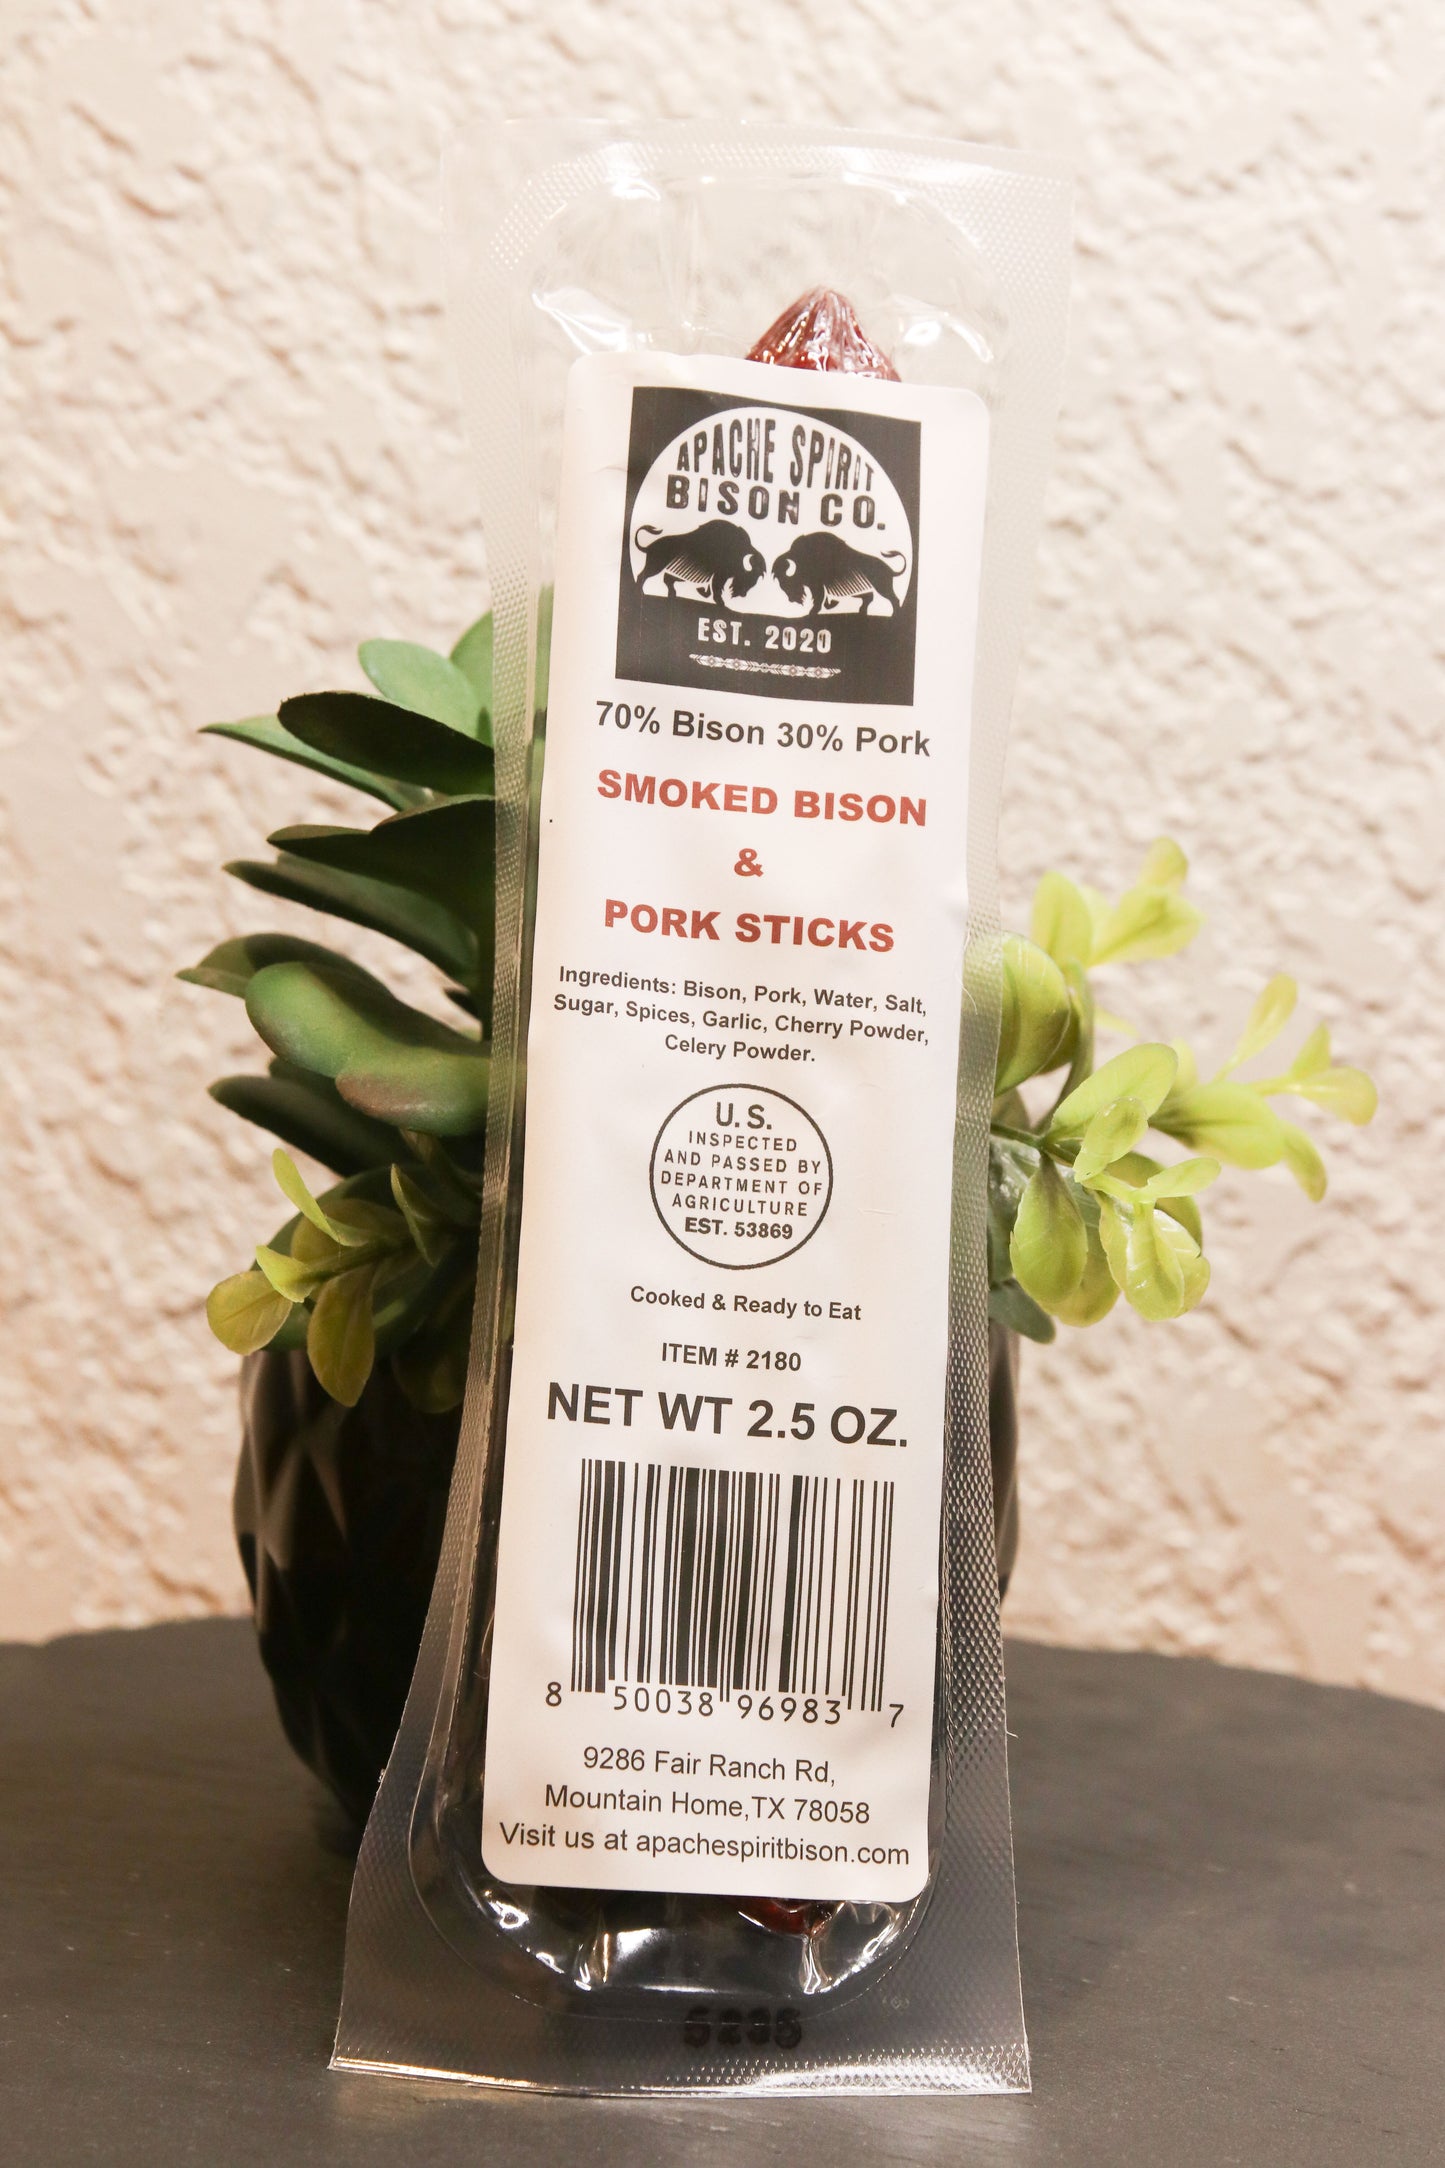 APACHE SPIRIT
BISON CO.
EST. 2020
70% Bison 30% Pork
SMOKED BISON
&
PORK STICKS
Ingredients: Bison, Pork, Water, Salt,
Sugar, Spices, Garlic, Cherry Powder,
Celery Powder.
U.S.
INSPECTED
AND PASSED BY
DEPARTMENT OF
AGRICULTURE
EST. 53869
Cooked & Ready to Eat
ITEM # 2180
NET WT 2.5 OZ.
8 50038 96983 7
9286 Fair Ranch Rd,
Mountain Home,TX 78058
Visit us at apachespiritbison.com
5235